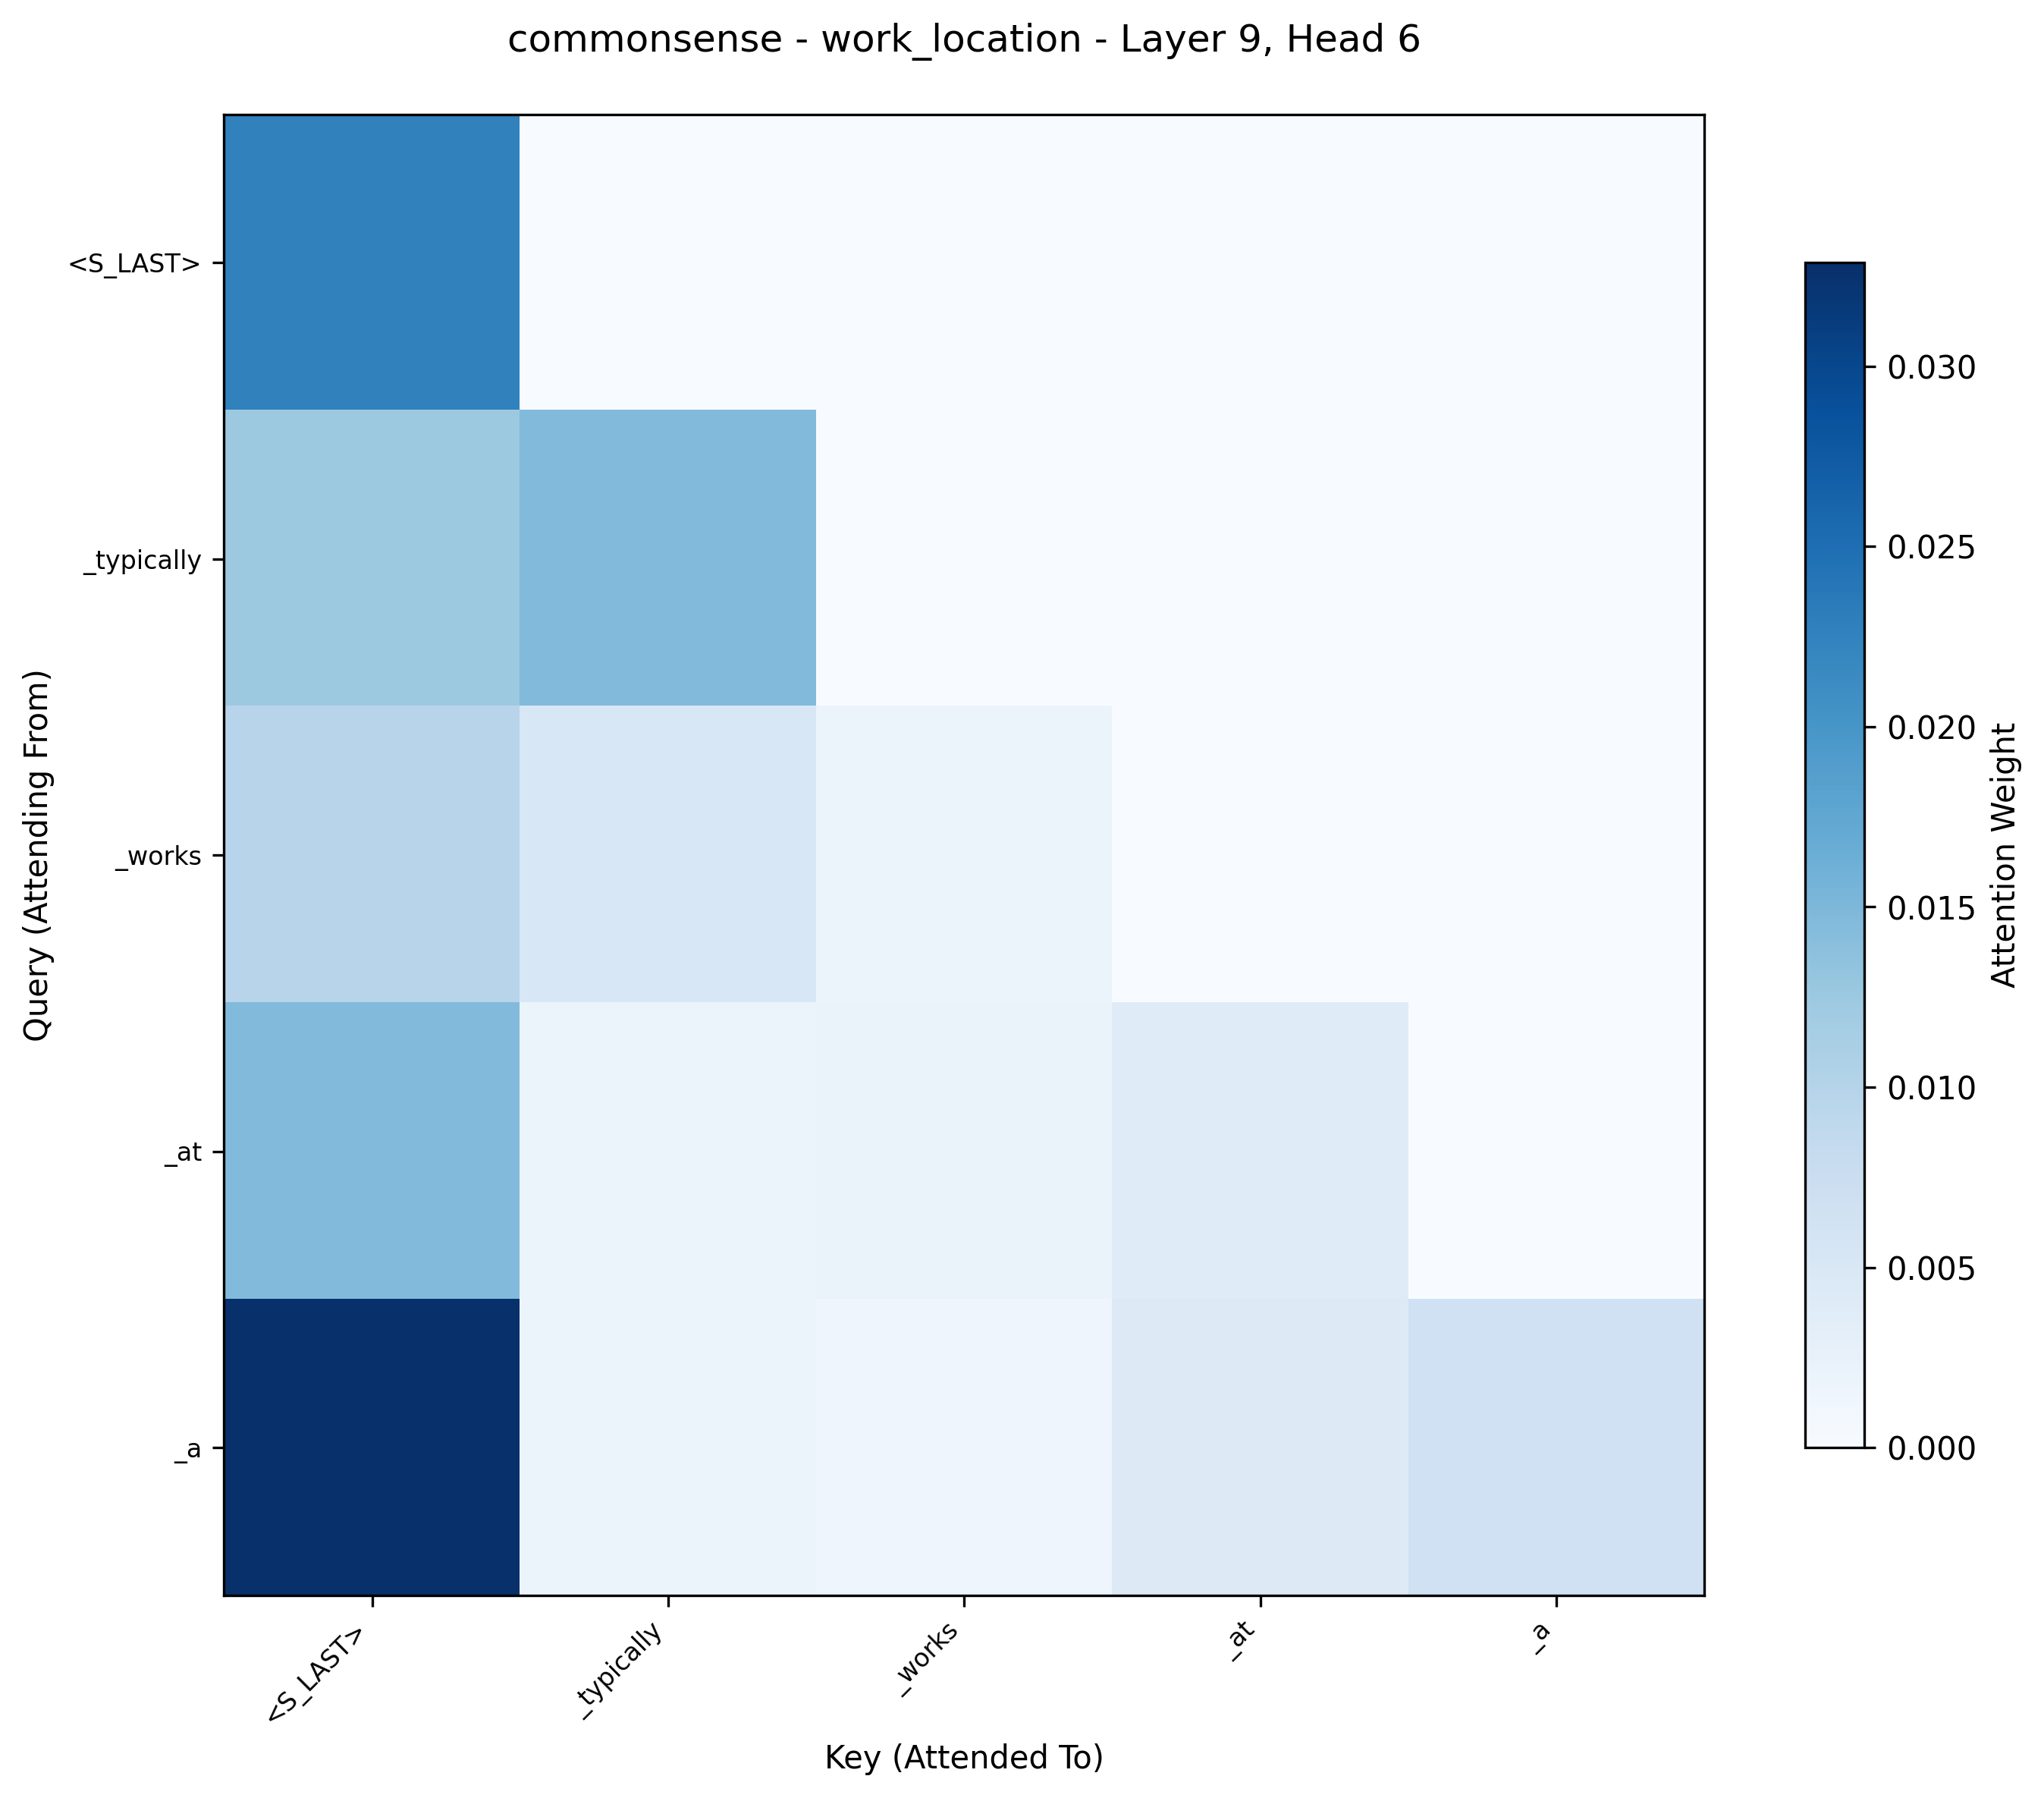 commonsense - work_location - Layer 9, Head 6
Query (Attending From)
<S_LAST>
_typically
_works
_at
_a
<S_LAST>
_typically
_works
_at
_a
Key (Attended To)
0.030
0.025
0.020
0.015
0.010
0.005
0.000
Attention Weight